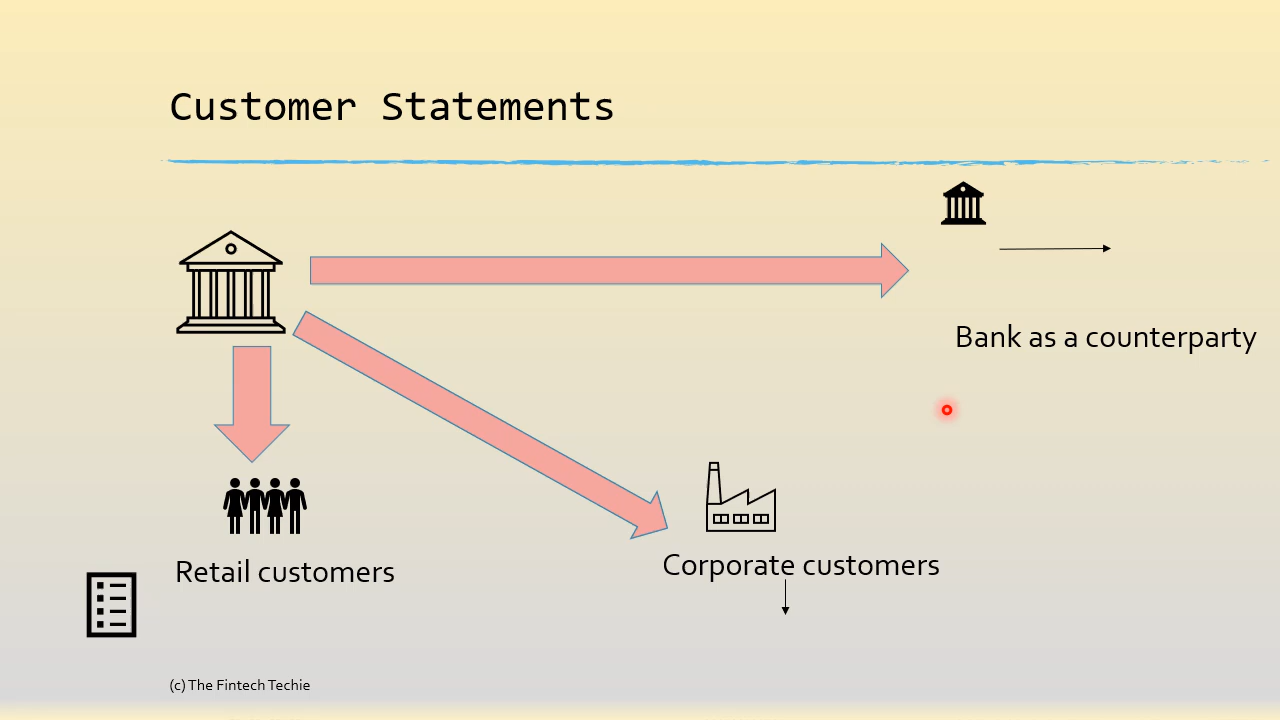 Customer Statements
Bank as a counterparty
Retail customers
Corporate customers
(c) The Fintech Techie